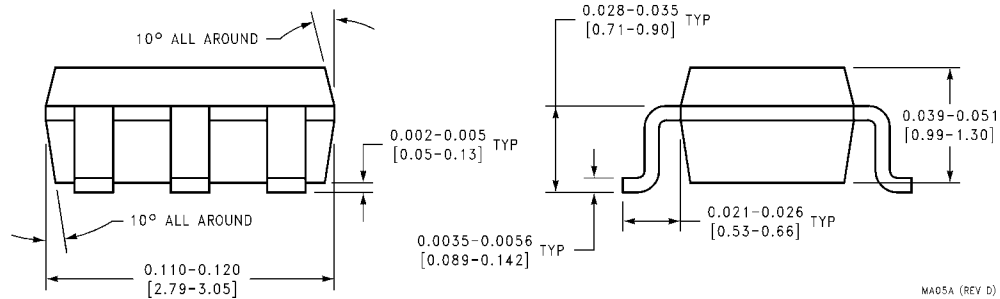 10° ALL AROUND
0.028-0.035 TYP
[0.71-0.90]
0.002-0.005 TYP
[0.05-0.13]
0.039-0.051
[0.99-1.30]
10° ALL AROUND
0.021-0.026 TYP
[0.53-0.66]
0.0035-0.0056 TYP
[0.089-0.142]
0.110-0.120
[2.79-3.05]
MA05A (REV D)